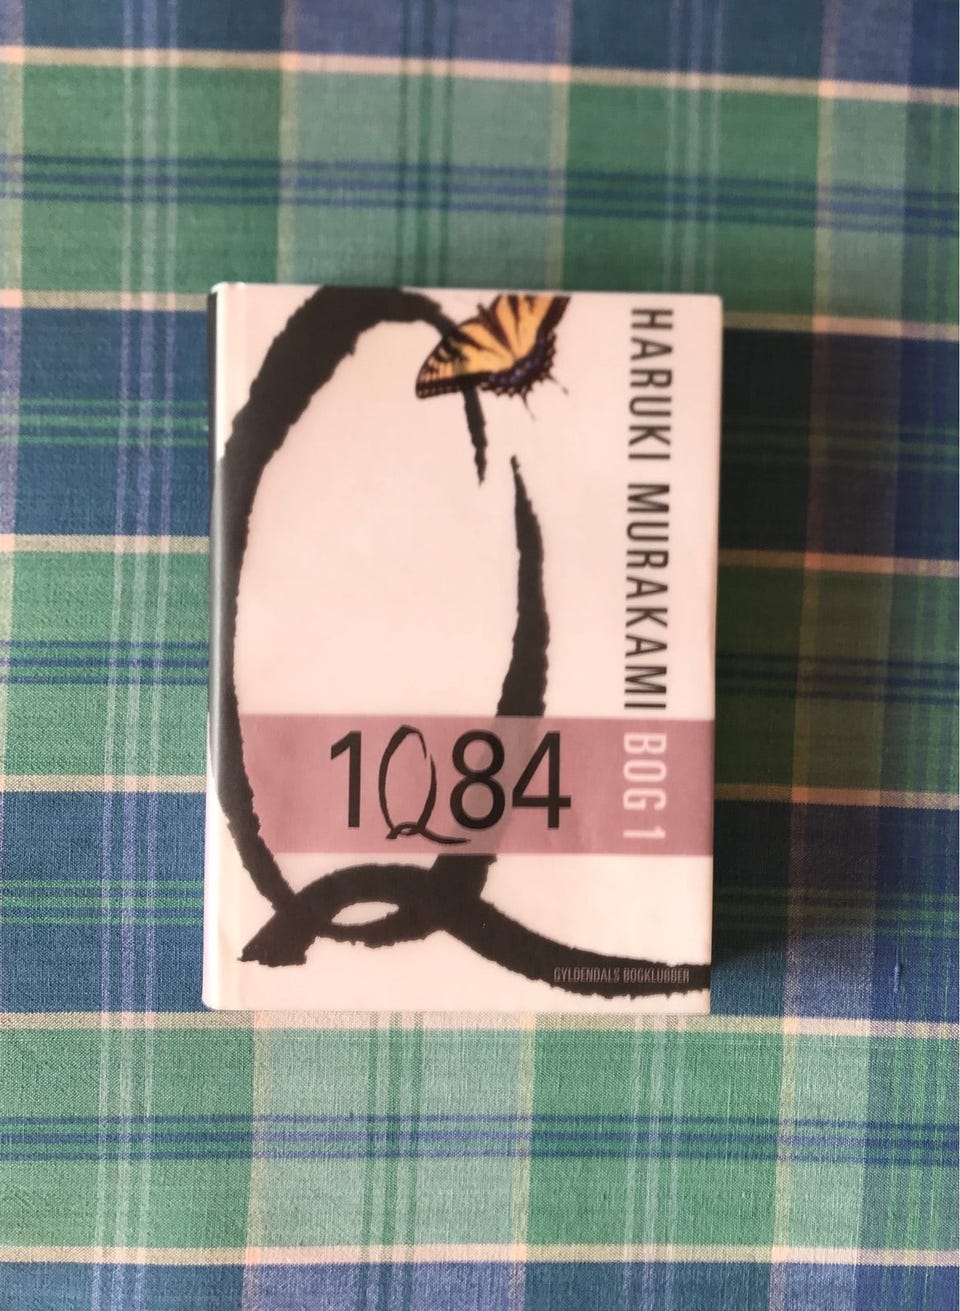 HARUKI MURAKAMI BOG 1
1Q84
GYLDENDALS BOGKLUBBER